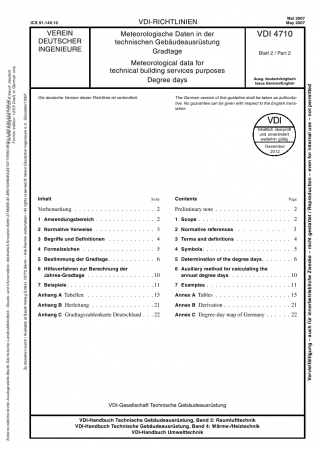 ICS 91.140.10
VDI-RICHTLINIEN
Mai 2007
May 2007
VEREIN
DEUTSCHER
INGENIEURE
Meteorologische Daten in der
technischen Gebäudeausrüstung
Gradtage
Meteorological data for
technical building services purposes
Degree days
VDI 4710
Blatt 2 / Part 2
Ausg. deutsch/englisch
Issue German/English
Die deutsche Version dieser Richtlinie ist verbindlich.
The German version of this guideline shall be taken as authorita-
tive. No guarantee can be given with respect to the English trans-
lation.
VDI
Inhaltlich überprüft
und unverändert
weiterhin gültig:
Dezember
2012
Inhalt Seite
Vorbemerkung . . . . . . . . . . . . . . . . . . 2
1 Anwendungsbereich . . . . . . . . . . . . . . 2
2 Normative Verweise . . . . . . . . . . . . . . 3
3 Begriffe und Definitionen . . . . . . . . . . . 4
4 Formelzeichen . . . . . . . . . . . . . . . . . 5
5 Bestimmung der Gradtage . . . . . . . . . . . 6
6 Hilfsverfahren zur Berechnung der
Jahres-Gradtage . . . . . . . . . . . . . . . . 10
7 Beispiele . . . . . . . . . . . . . . . . . . . . 11
Anhang A Tabellen . . . . . . . . . . . . . . . 15
Anhang B Herleitung . . . . . . . . . . . . . . 21
Anhang C Gradtagszahlenkarte Deutschland . . . 22
Contents Page
Preliminary note . . . . . . . . . . . . . . . . . 2
1 Scope . . . . . . . . . . . . . . . . . . . . . 2
2 Normative references . . . . . . . . . . . . . 3
3 Terms and definitions . . . . . . . . . . . . . 4
4 Symbols . . . . . . . . . . . . . . . . . . . . 5
5 Determination of the degree days . . . . . . . 6
6 Auxiliary method for calculating the
annual degree days . . . . . . . . . . . . . . 10
7 Examples . . . . . . . . . . . . . . . . . . . . 11
Annex A Tables . . . . . . . . . . . . . . . . . 15
Annex B Derivation . . . . . . . . . . . . . . . 21
Annex C Degree-day map of Germany . . . . . . 22
VDI-Gesellschaft Technische Gebäudeausrüstung
VDI-Handbuch Technische Gebäudeausrüstung, Band 2: Raumlufttechnik
VDI-Handbuch Technische Gebäudeausrüstung, Band 4: Wärme-/Heiztechnik
VDI-Handbuch Umwelttechnik
Vervielfältigung – auch für innerbetriebliche Zwecke – nicht gestattet / Reproduction – even for internal use – not permitted